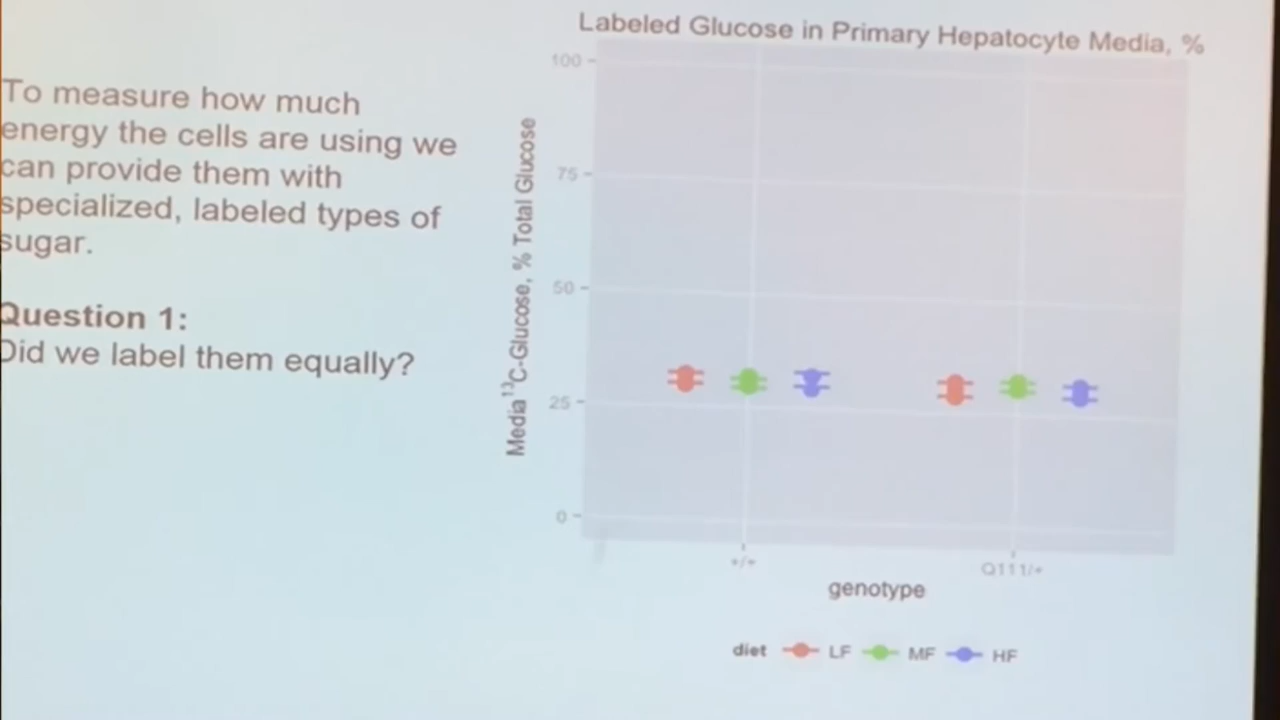 Labeled Glucose in Primary Hepatocyte Media, %
To measure how much
energy the cells are using we
can provide them with
specialized, labeled types of
sugar.
Question 1:
Did we label them equally?
Media ¹³C-Glucose, % Total Glucose
100
75
50
25
0
+/+
Q111/+
genotype
diet LF MF HF